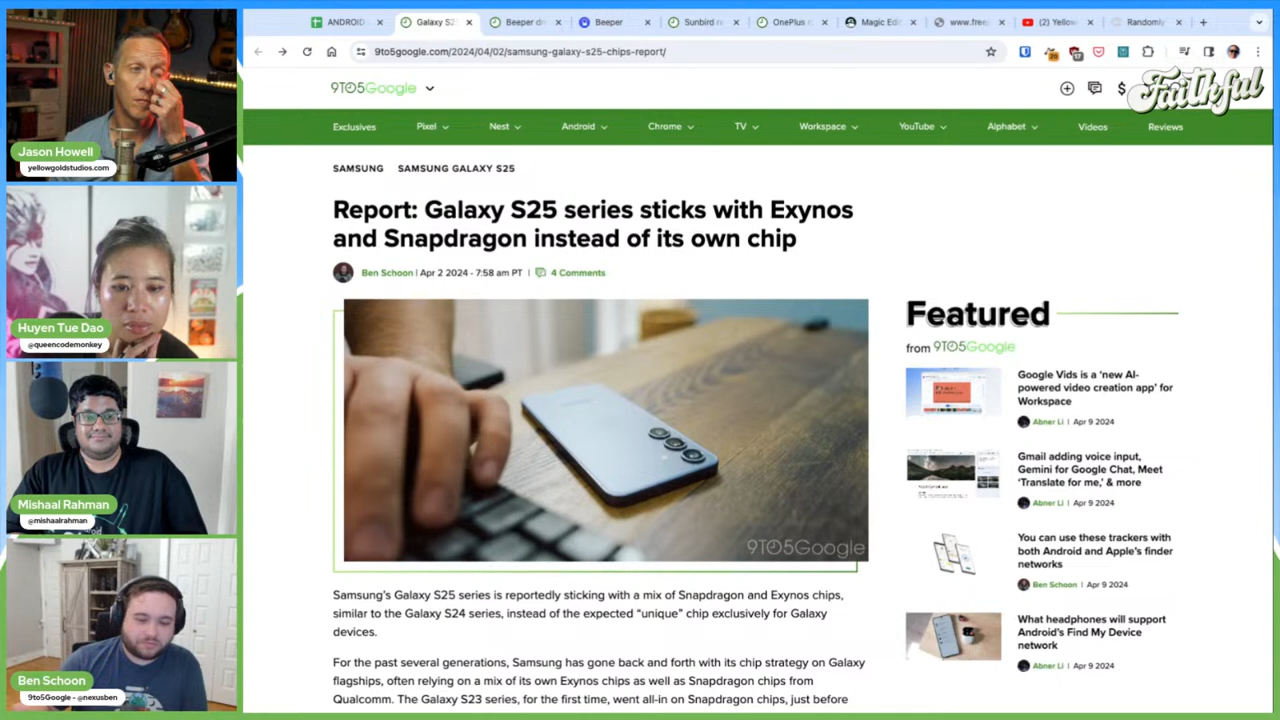 Jason Howell
yellowgoldstudios.com
Huyen Tue Dao
@queencodemonkey
Mishaal Rahman
@mishaalrahman
Ben Schoon
9to5Google - @nexusben
ANDROID
Galaxy S2
Beeper
Beeper
Sunbird
OnePlus
Magic Edi
www.free
(2) Yellow
Randomly
9to5google.com/2024/04/02/samsung-galaxy-s25-chips-report/
Faithful
9TO5Google
$
Exclusives Pixel Nest Android Chrome TV Workspace YouTube Alphabet Videos Reviews
SAMSUNG SAMSUNG GALAXY S25
Report: Galaxy S25 series sticks with Exynos
and Snapdragon instead of its own chip
Ben Schoon | Apr 2 2024 - 7:58 am PT | 4 Comments
9TO5Google
Samsung's Galaxy S25 series is reportedly sticking with a mix of Snapdragon and Exynos chips,
similar to the Galaxy S24 series, instead of the expected “unique” chip exclusively for Galaxy
devices.
For the past several generations, Samsung has gone back and forth with its chip strategy on Galaxy
flagships, often relying on a mix of its own Exynos chips as well as Snapdragon chips from
Qualcomm. The Galaxy S23 series, for the first time, went all-in on Snapdragon chips, just before
Featured
from 9TO5Google
Google Vids is a ‘new AI-
powered video creation app’ for
Workspace
Abner Li | Apr 9 2024
Gmail adding voice input,
Gemini for Google Chat, Meet
‘Translate for me,’ & more
Abner Li | Apr 9 2024
You can use these trackers with
both Android and Apple's finder
networks
Ben Schoon | Apr 9 2024
What headphones will support
Android's Find My Device
network
Abner Li | Apr 9 2024